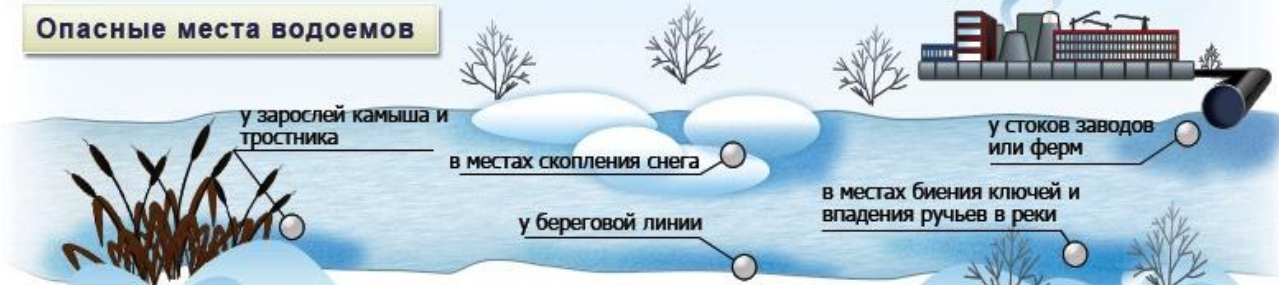 Опасные места водоемов
у зарослей камыша и
тростника
в местах скопления снега
у береговой линии
у стоков заводов
или ферм
в местах биения ключей и
впадения ручьев в реки